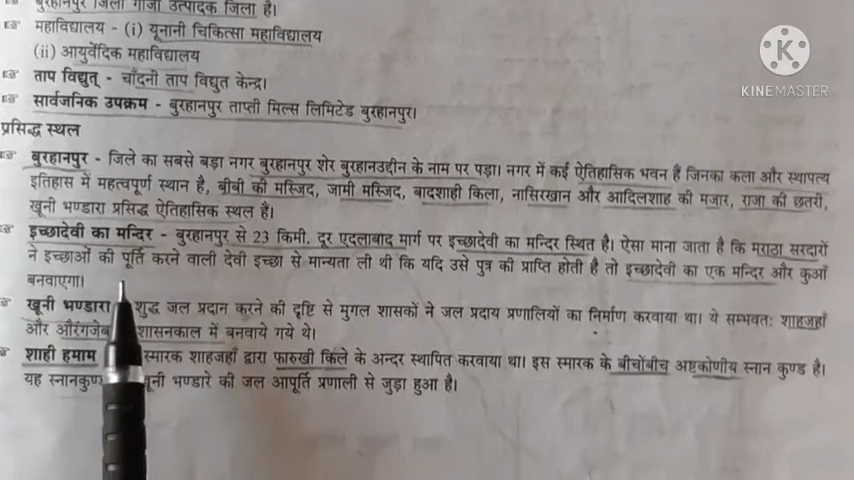 बुरहानपुर जिला गांजा उत्पादक जिला है।
महाविद्यालय - (i) यूनानी चिकित्सा महाविद्यालय
(ii) आयुर्वेदिक महाविद्यालय
ताप विद्युत् - चाँदनी ताप विद्युत केन्द्र।
सार्वजनिक उपक्रम - बुरहानपुर ताप्ती मिल्स लिमिटेड बुरहानपुर।
प्रसिद्ध स्थल
बुरहानपुर - जिले का सबसे बड़ा नगर बुरहानपुर शेर बुरहानउद्दीन के नाम पर पड़ा। नगर में कई ऐतिहासिक भवन हैं जिनका कला और स्थापत्य
इतिहास में महत्वपूर्ण स्थान है, बीबी की मस्जिद, जामी मस्जिद, बादशाही किला, नासिरखान और आदिलशाह की मजार, राजा की छतरी,
खूनी भण्डारा प्रसिद्ध ऐतिहासिक स्थल हैं।
इच्छादेवी का मन्दिर - बुरहानपुर से 23 किमी. दूर एदलाबाद मार्ग पर इच्छादेवी का मन्दिर स्थित है। ऐसा माना जाता है कि मराठा सरदारों
ने इच्छाओं की पूर्ति करने वाली देवी इच्छा से मान्यता ली थी कि यदि उसे पुत्र की प्राप्ति होती है तो इच्छादेवी का एक मन्दिर और कुआँ
बनवाएगा।
खूनी भण्डारा शुद्ध जल प्रदान करने की दृष्टि से मुगल शासकों ने जल प्रदाय प्रणालियों का निर्माण करवाया था। ये सम्भवतः शाहजहाँ
और औरंगजेब शासनकाल में बनवाये गये थे।
शाही हमाम स्मारक शाहजहाँ द्वारा फारुखी किले के अन्दर स्थापित करवाया था। इस स्मारक के बीचोंबीच अष्टकोणीय स्नान कुण्ड है।
यह स्नानकुण्ड खूनी भण्डारे की जल आपूर्ति प्रणाली से जुड़ा हुआ है।
K
KINEMASTER